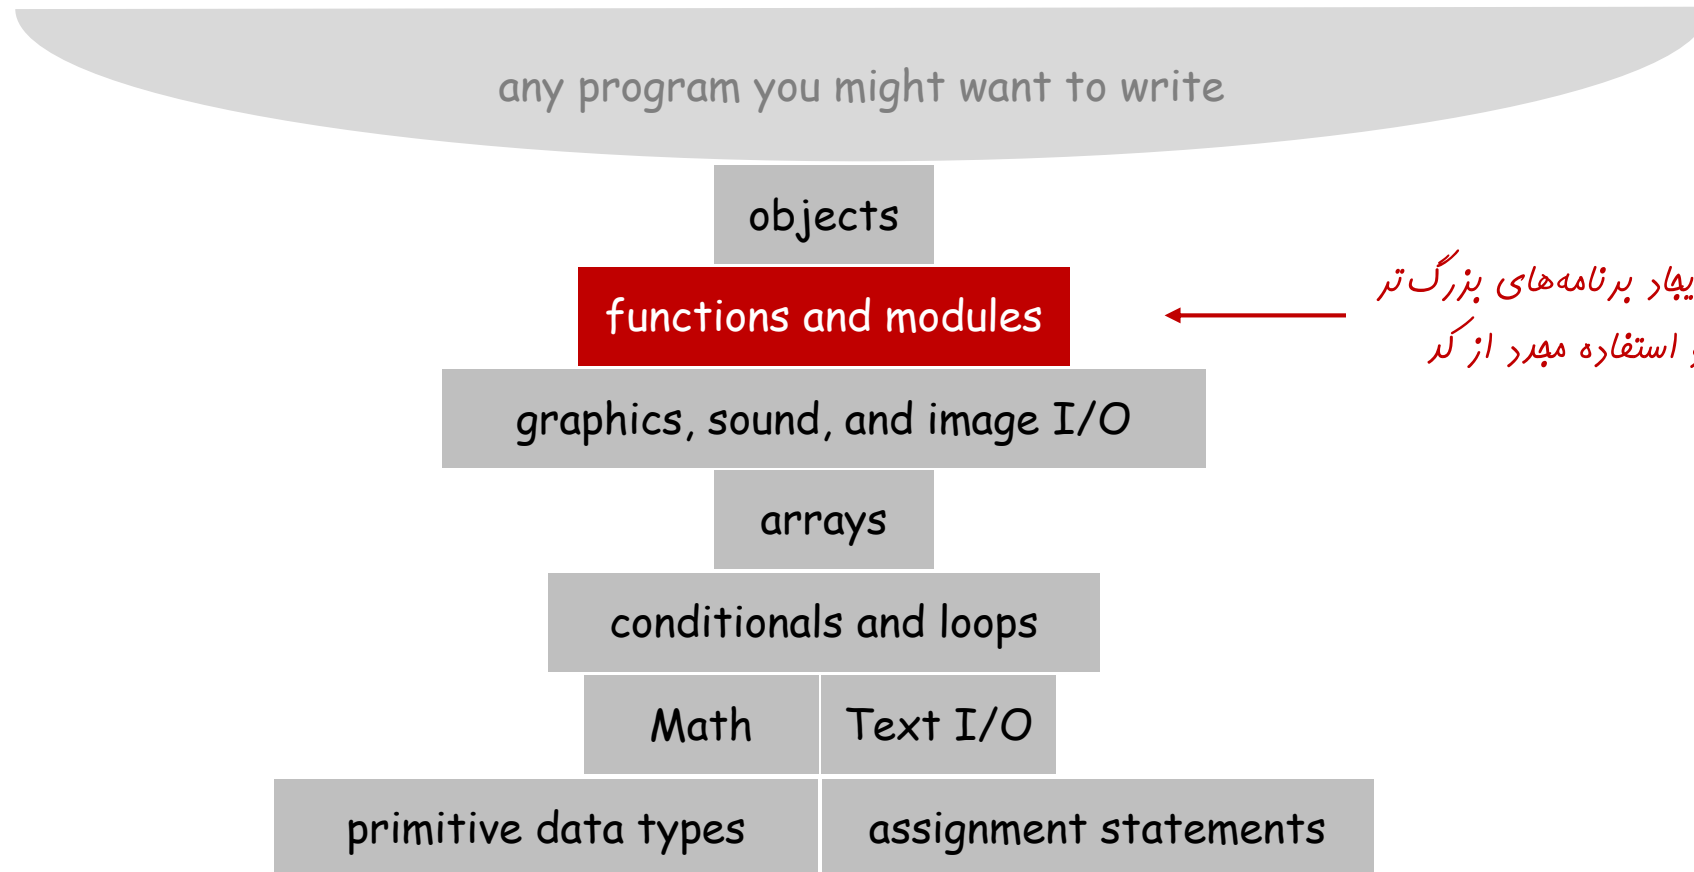 any program you might want to write
objects
functions and modules
یجاد برنامه‌های بزرگ‌تر
و استفاده مجدد از کد
graphics, sound, and image I/O
arrays
conditionals and loops
Math
Text I/O
primitive data types
assignment statements